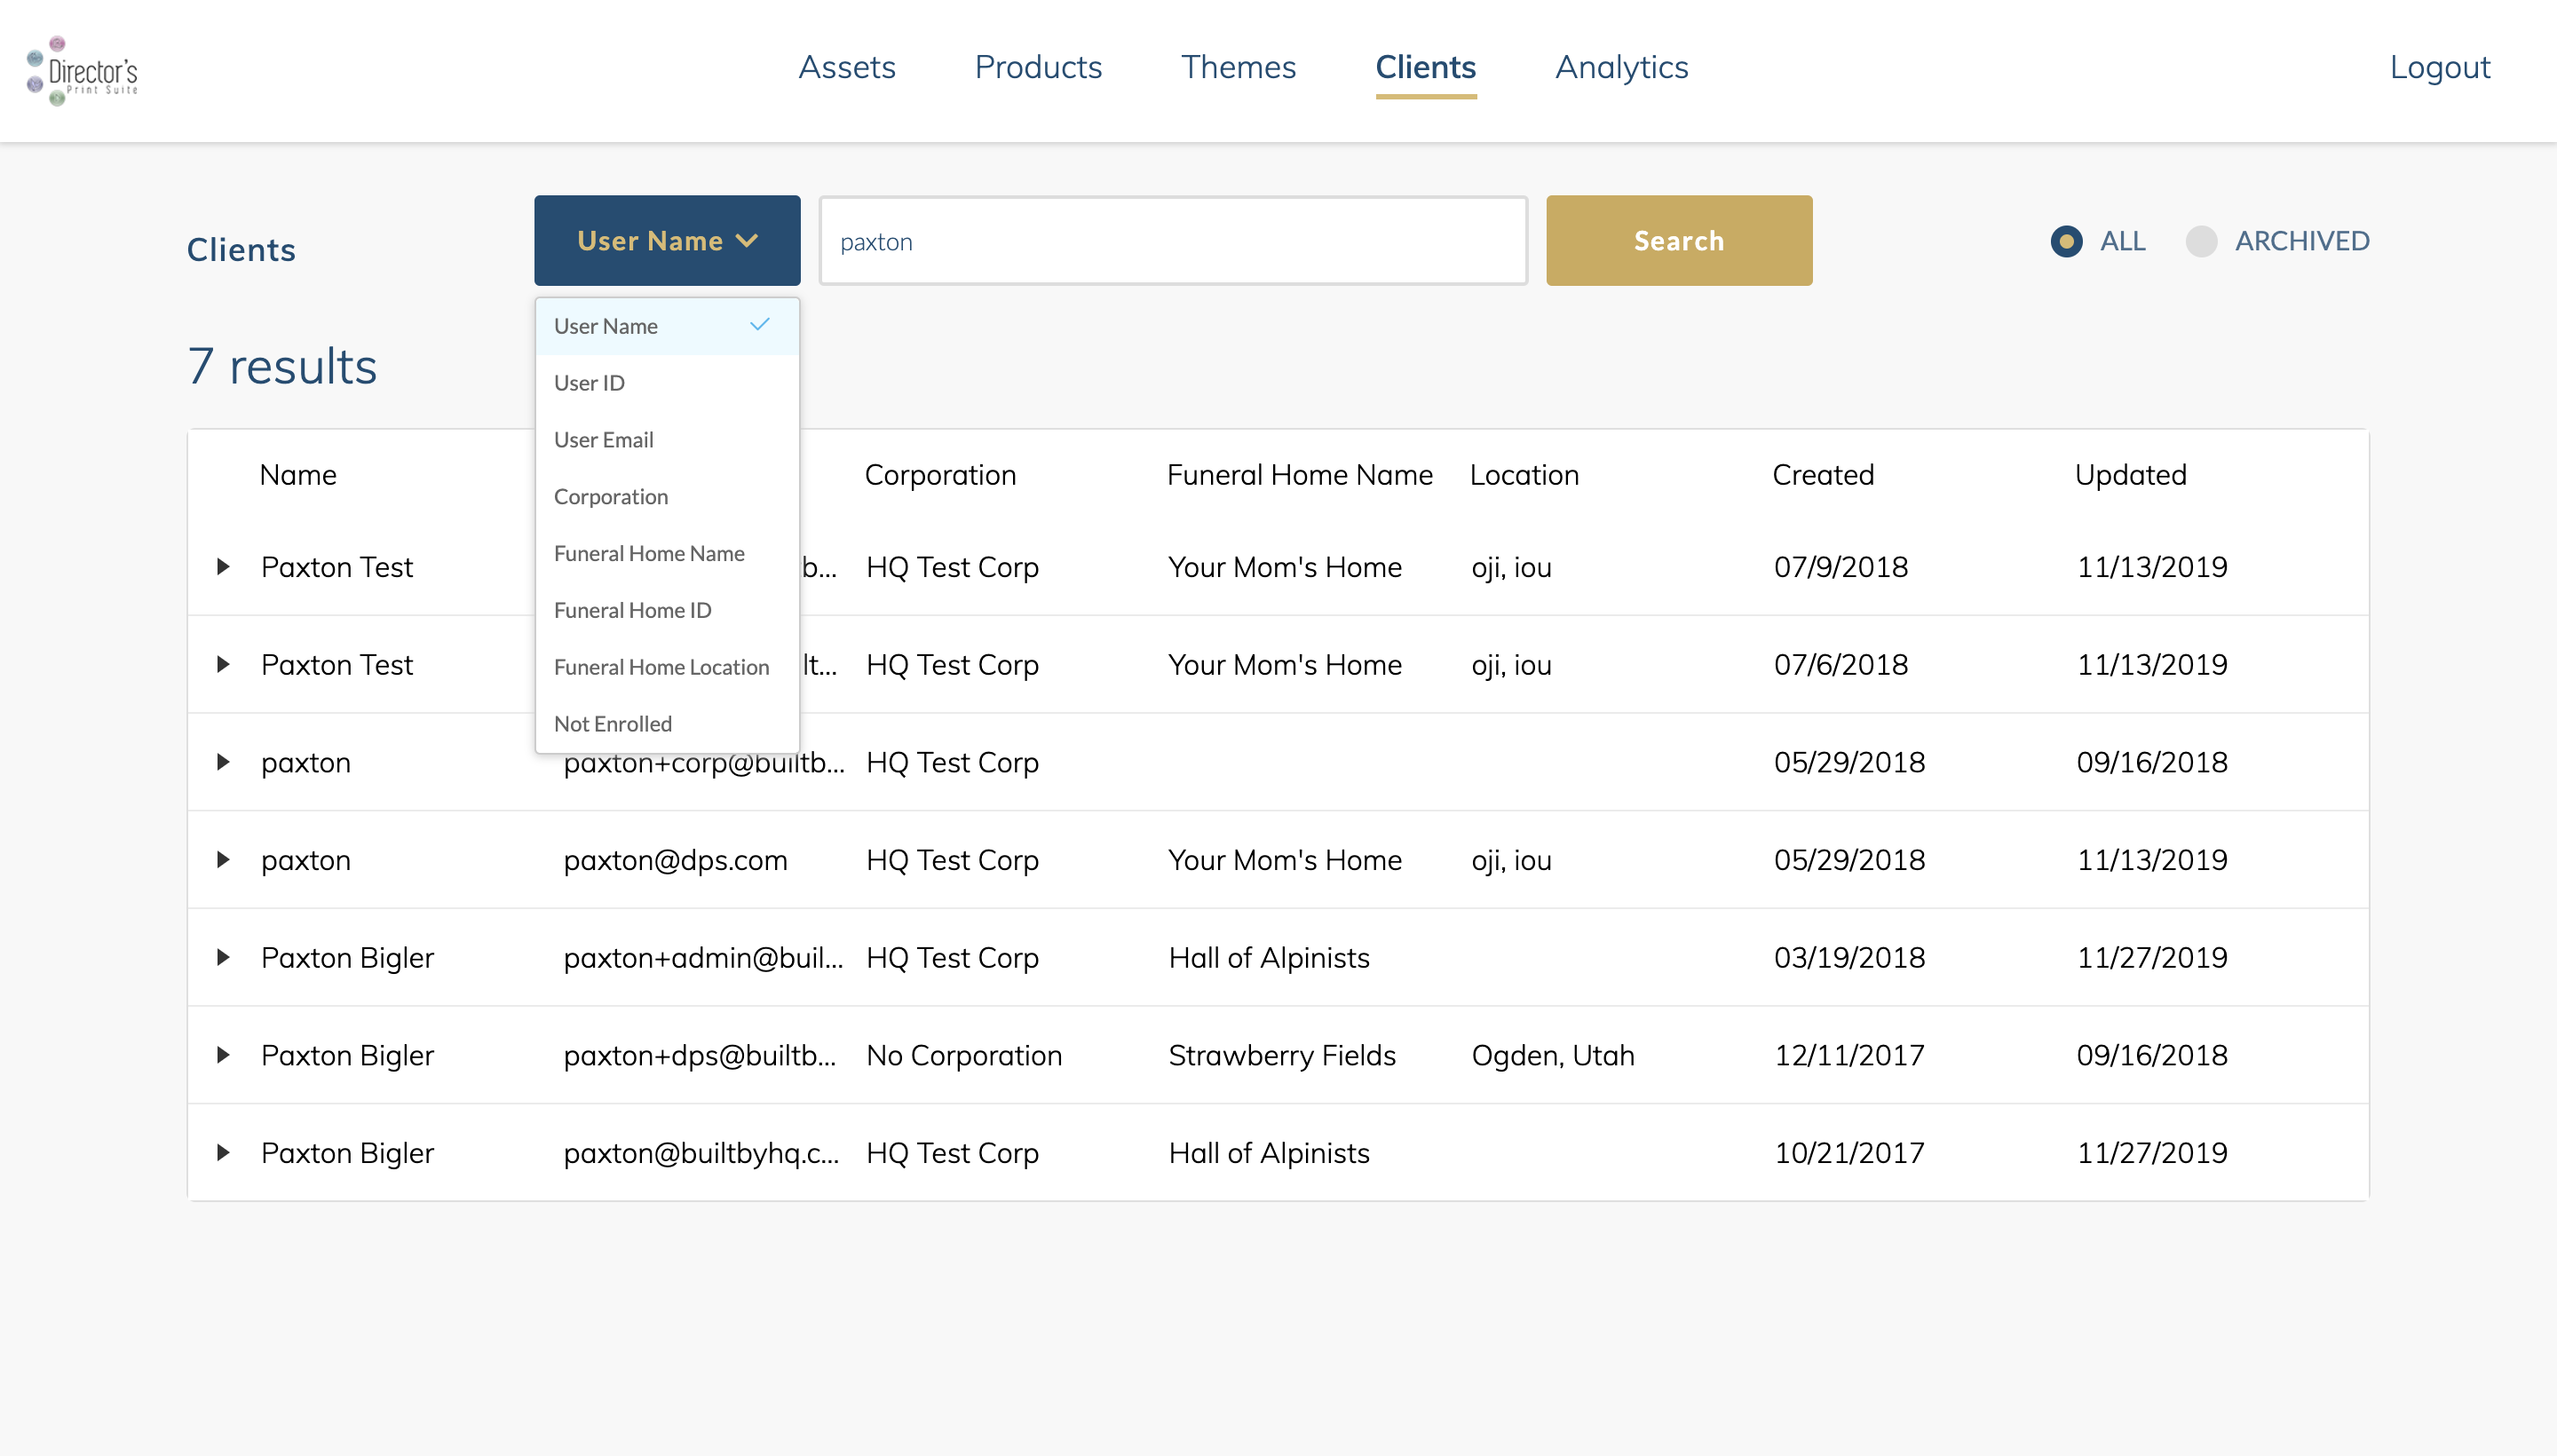 Director's
Print Suite
Assets Products Themes Clients Analytics Logout
Clients User Name paxton Search ALL ARCHIVED
User Name
User ID
User Email
Corporation
Funeral Home Name
Funeral Home ID
Funeral Home Location
Not Enrolled
7 results
Name Corporation Funeral Home Name Location Created Updated
Paxton Test b... HQ Test Corp Your Mom's Home oji, iou 07/9/2018 11/13/2019
Paxton Test lt... HQ Test Corp Your Mom's Home oji, iou 07/6/2018 11/13/2019
paxton paxton+corp@builtb... HQ Test Corp 05/29/2018 09/16/2018
paxton paxton@dps.com HQ Test Corp Your Mom's Home oji, iou 05/29/2018 11/13/2019
Paxton Bigler paxton+admin@buil... HQ Test Corp Hall of Alpinists 03/19/2018 11/27/2019
Paxton Bigler paxton+dps@builtb... No Corporation Strawberry Fields Ogden, Utah 12/11/2017 09/16/2018
Paxton Bigler paxton@builtbyhq.c... HQ Test Corp Hall of Alpinists 10/21/2017 11/27/2019